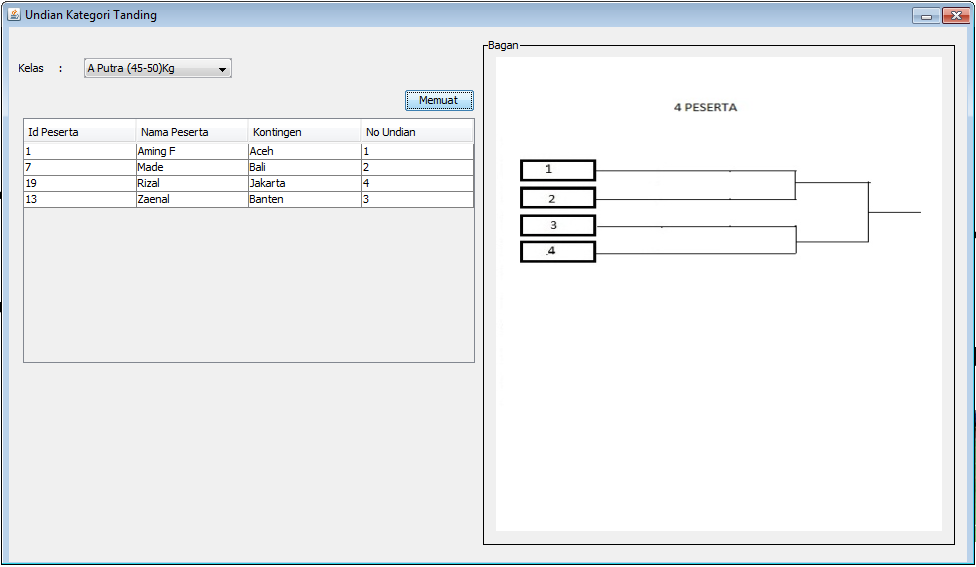 Undian Kategori Tanding
Kelas : A Putra (45-50)Kg
Memuat
Id Peserta Nama Peserta Kontingen No Undian
1 Aming F Aceh 1
7 Made Bali 2
19 Rizal Jakarta 4
13 Zaenal Banten 3
Bagan
4 PESERTA
1
2
3
4